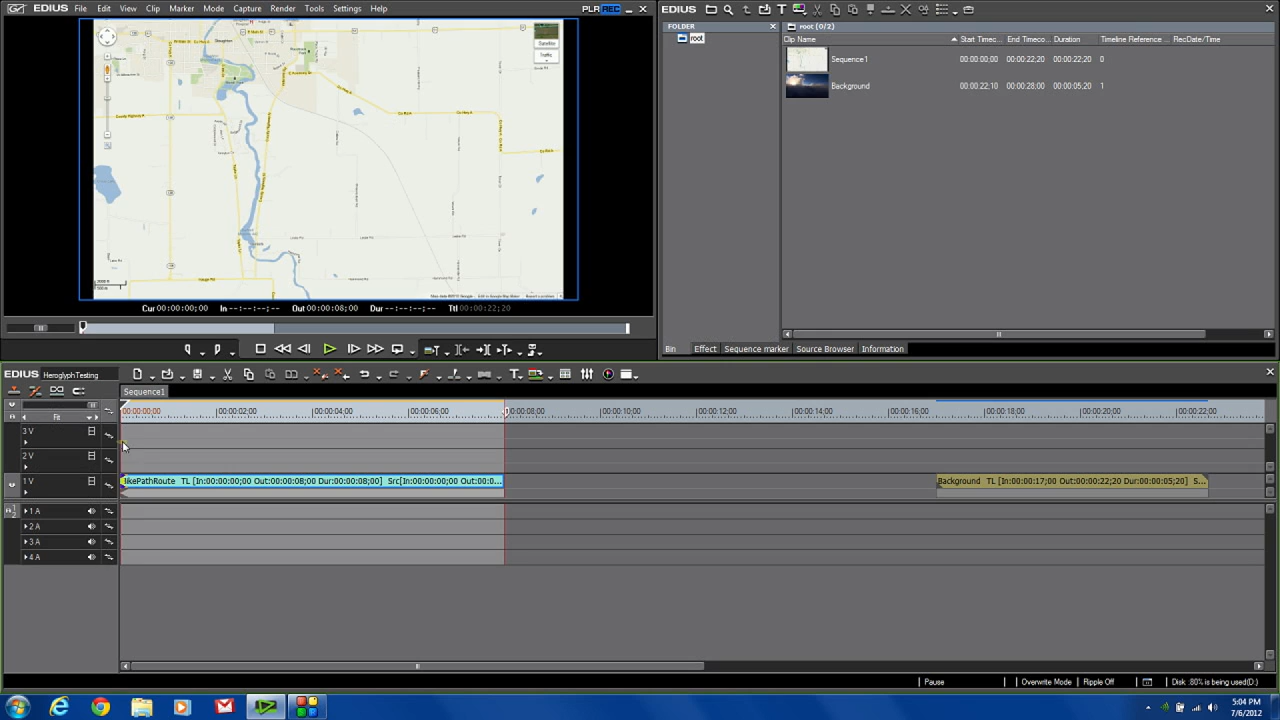 EDIUS File Edit View Clip Marker Mode Capture Render Tools Settings Help PLR REC
Stoughton
Satellite
Traffic
Cur 00:00:00;00 In --:--:--;-- Out 00:00:08;00 Dur --:--:--;-- Ttl 00:00:22;20
EDIUS
FOLDER
root
root (0/2)
Clip Name Start Timec... End Timeco... Duration Timeline Reference ... RecDate/Time
Sequence1 00:00:00;00 00:00:22;20 00:00:22;20 0
Background 00:00:22;10 00:00:28;00 00:00:05;20 1
Bin Effect Source marker Source Browser Information
EDIUS HeroglyphTesting
Sequence1
Fit
00:00:00;00 00:00:02;00 00:00:04;00 00:00:06;00 00:00:08;00 00:00:10;00 00:00:12;00 00:00:14;00 00:00:16;00 00:00:18;00 00:00:20;00 00:00:22;00
3 V
2 V
1 V
BikePathRoute TL [In:00:00:00;00 Out:00:00:08;00 Dur:00:00:08;00] Src[In:00:00:00;00 Out:00:0...
Background TL [In:00:00:17;00 Out:00:00:22;20 Dur:00:00:05;20] S...
1 A
2 A
3 A
4 A
Pause Overwrite Mode Ripple Off Disk :80% is being used(D:)
5:04 PM
7/6/2012